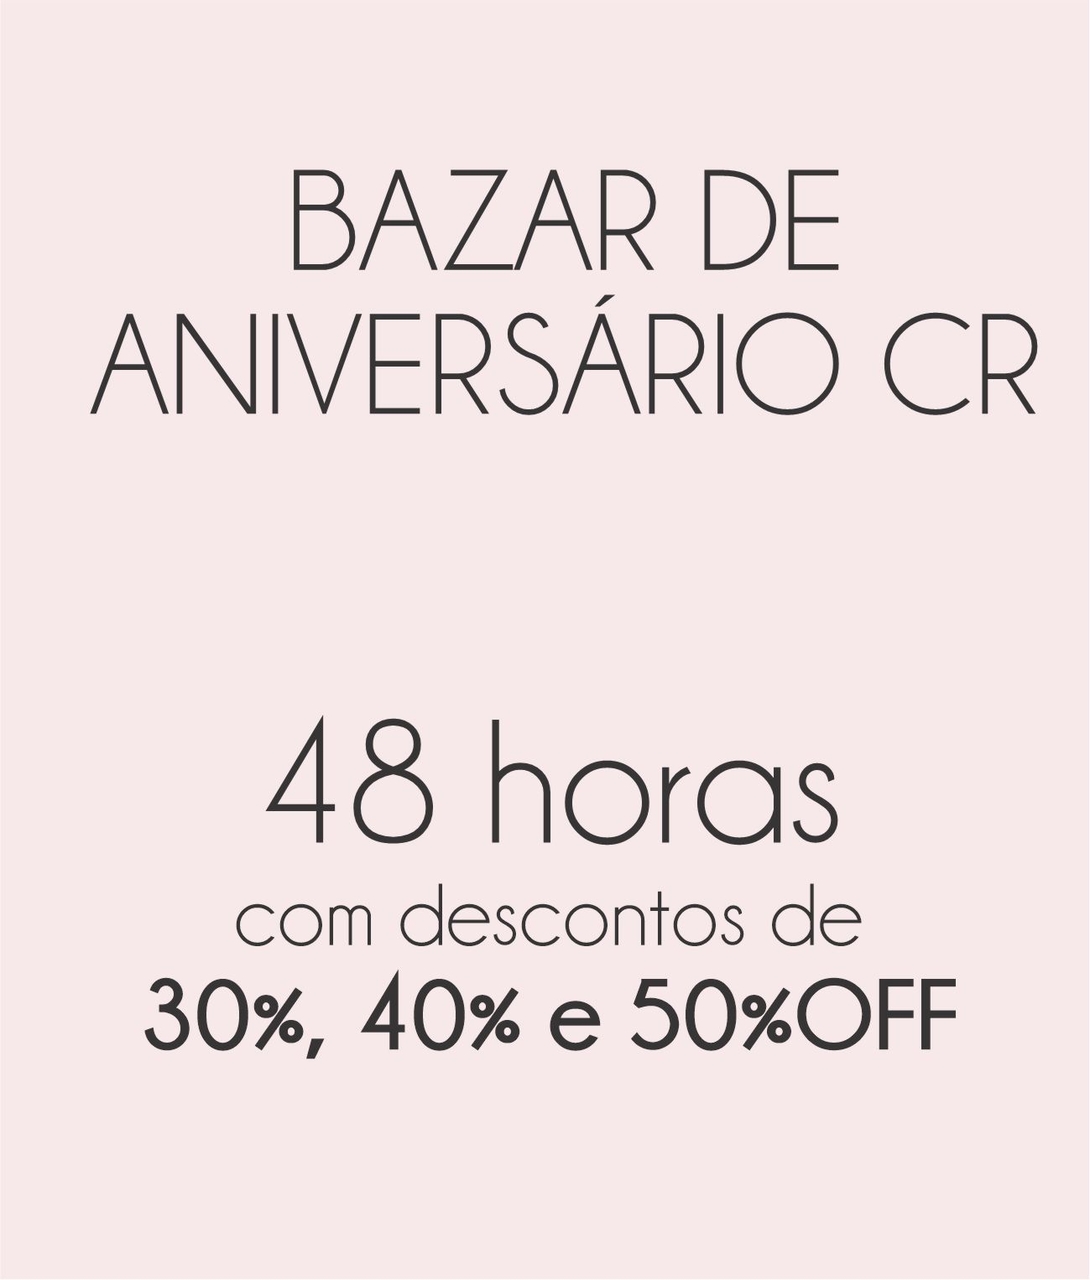 BAZAR DE
ANIVERSÁRIO CR
48 horas
com descontos de
30%, 40% e 50%OFF